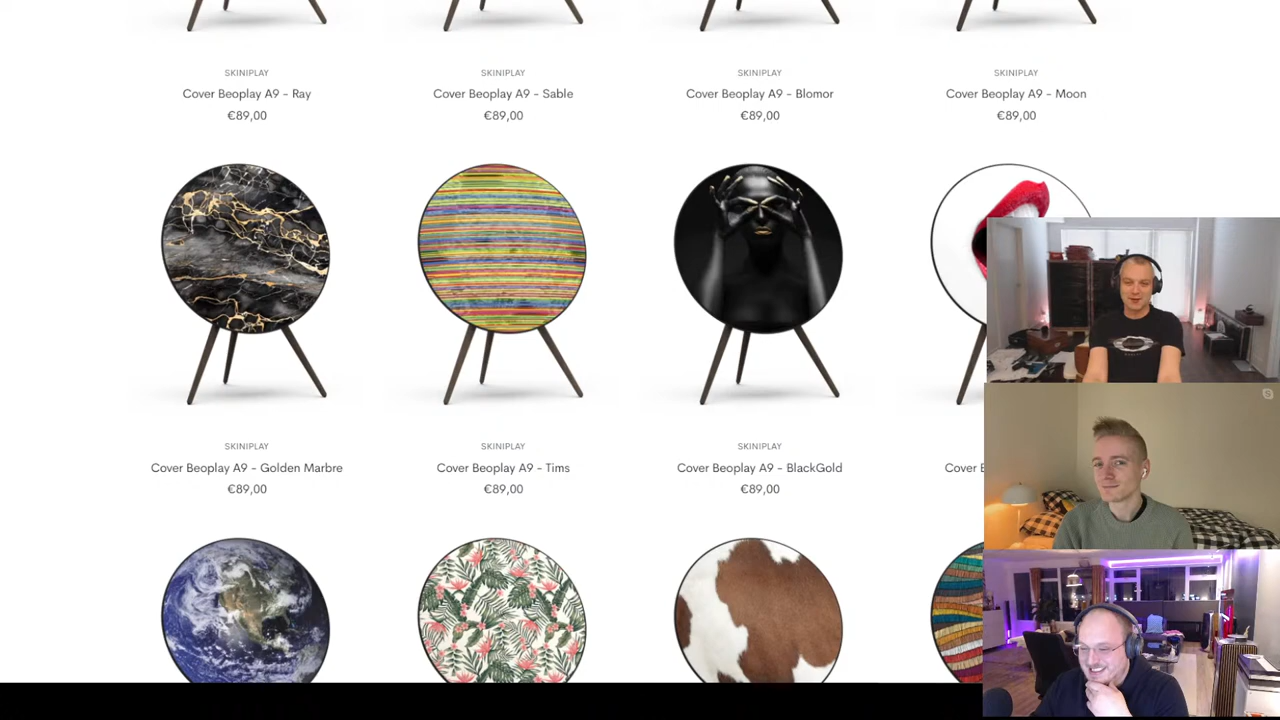 SKINIPLAY
Cover Beoplay A9 - Ray
€89,00
SKINIPLAY
Cover Beoplay A9 - Sable
€89,00
SKINIPLAY
Cover Beoplay A9 - Blomor
€89,00
SKINIPLAY
Cover Beoplay A9 - Moon
€89,00
SKINIPLAY
Cover Beoplay A9 - Golden Marbre
€89,00
SKINIPLAY
Cover Beoplay A9 - Tims
€89,00
SKINIPLAY
Cover Beoplay A9 - BlackGold
€89,00
Cover